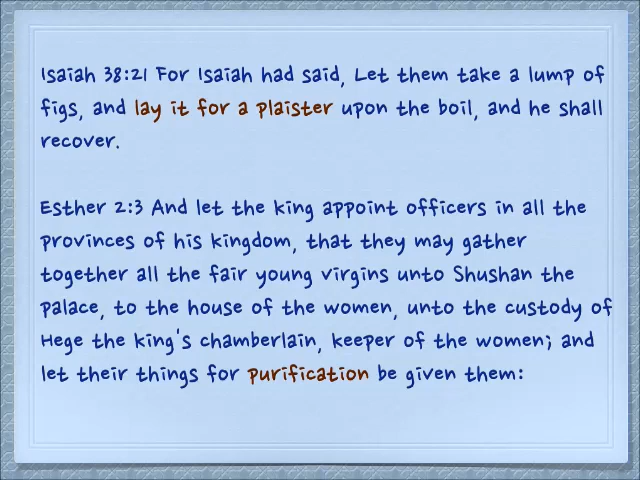 Isaiah 38:21 For Isaiah had said, Let them take a lump of
figs, and lay it for a plaister upon the boil, and he shall
recover.
Esther 2:3 And let the king appoint officers in all the
provinces of his kingdom, that they may gather
together all the fair young virgins unto Shushan the
palace, to the house of the women, unto the custody of
Hege the king's chamberlain, keeper of the women; and
let their things for purification be given them: